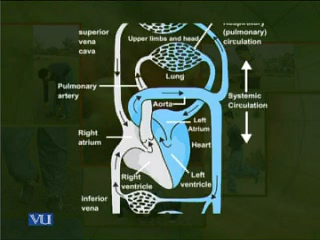 superior
vena
cava
Upper limbs and head
Respiratory
(pulmonary)
circulation
Lung
Pulmonary
artery
Aorta
Systemic
Circulation
Left
Atrium
Right
atrium
Heart
Right
ventricle
Left
ventricle
inferior
vena
VU